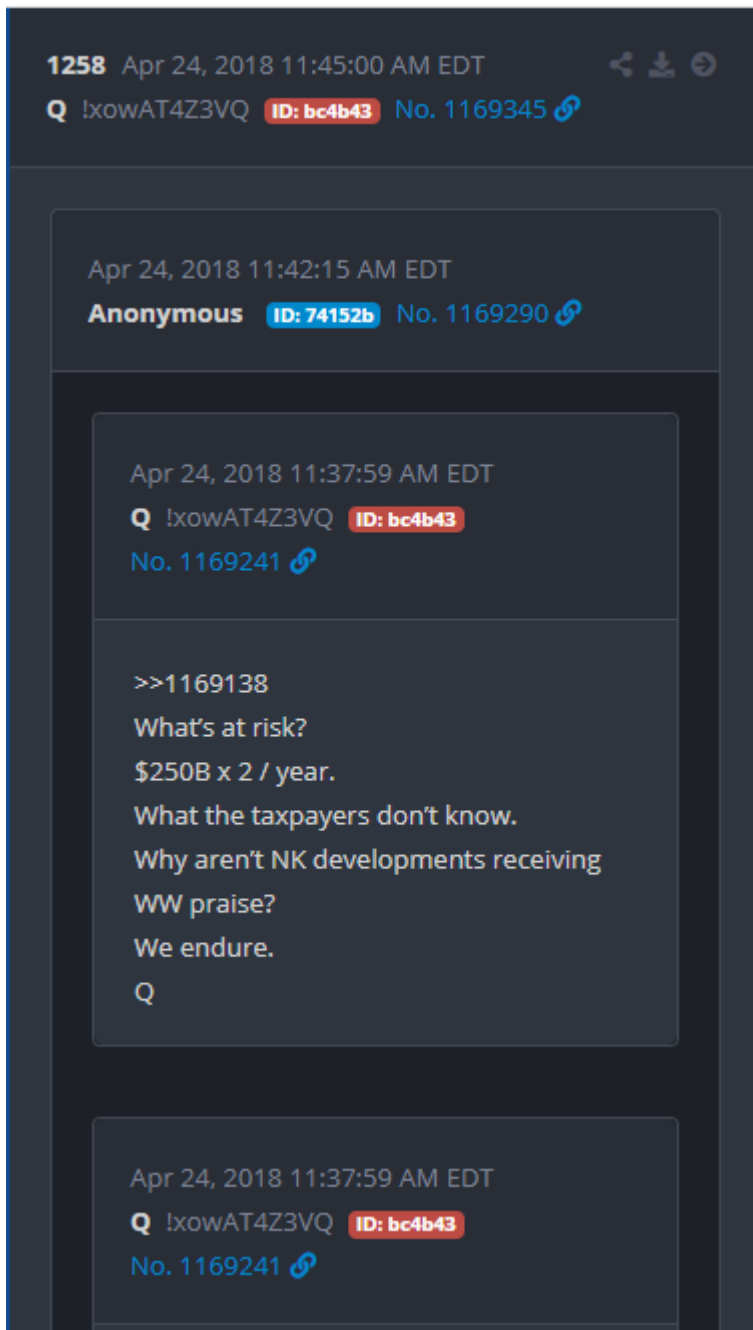 1258 Apr 24, 2018 11:45:00 AM EDT
Q !xowAT4Z3VQ ID: bc4b43 No. 1169345
Apr 24, 2018 11:42:15 AM EDT
Anonymous ID: 74152b No. 1169290
Apr 24, 2018 11:37:59 AM EDT
Q !xowAT4Z3VQ ID: bc4b43
No. 1169241
>>1169138
What’s at risk?
$250B x 2 / year.
What the taxpayers don’t know.
Why aren’t NK developments receiving
WW praise?
We endure.
Q
Apr 24, 2018 11:37:59 AM EDT
Q !xowAT4Z3VQ ID: bc4b43
No. 1169241